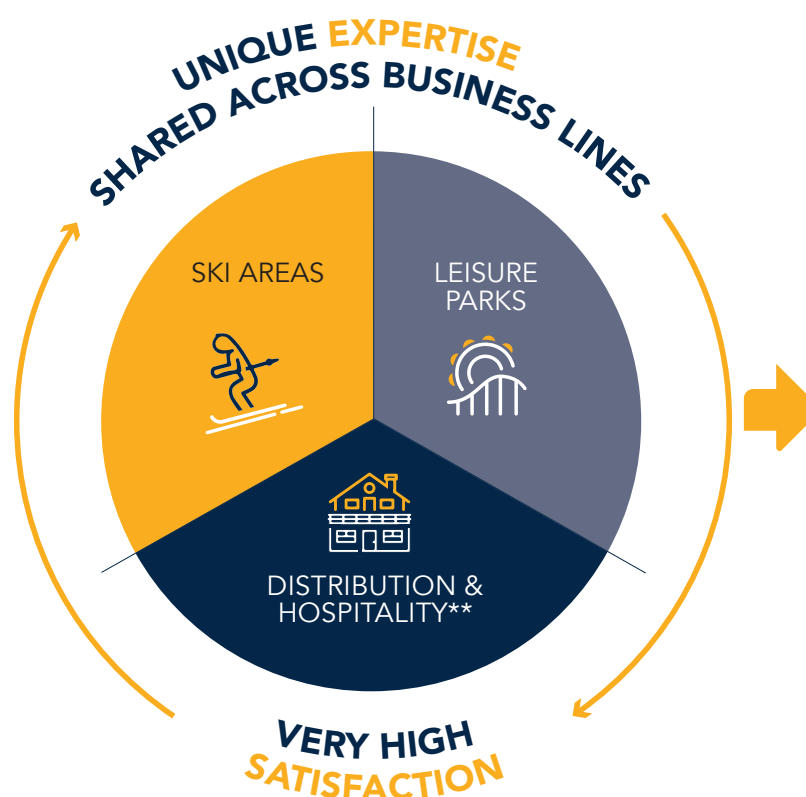 UNIQUE EXPERTISE
SHARED ACROSS BUSINESS LINES
SKI AREAS
LEISURE
PARKS
DISTRIBUTION &
HOSPITALITY**
VERY HIGH
SATISFACTION